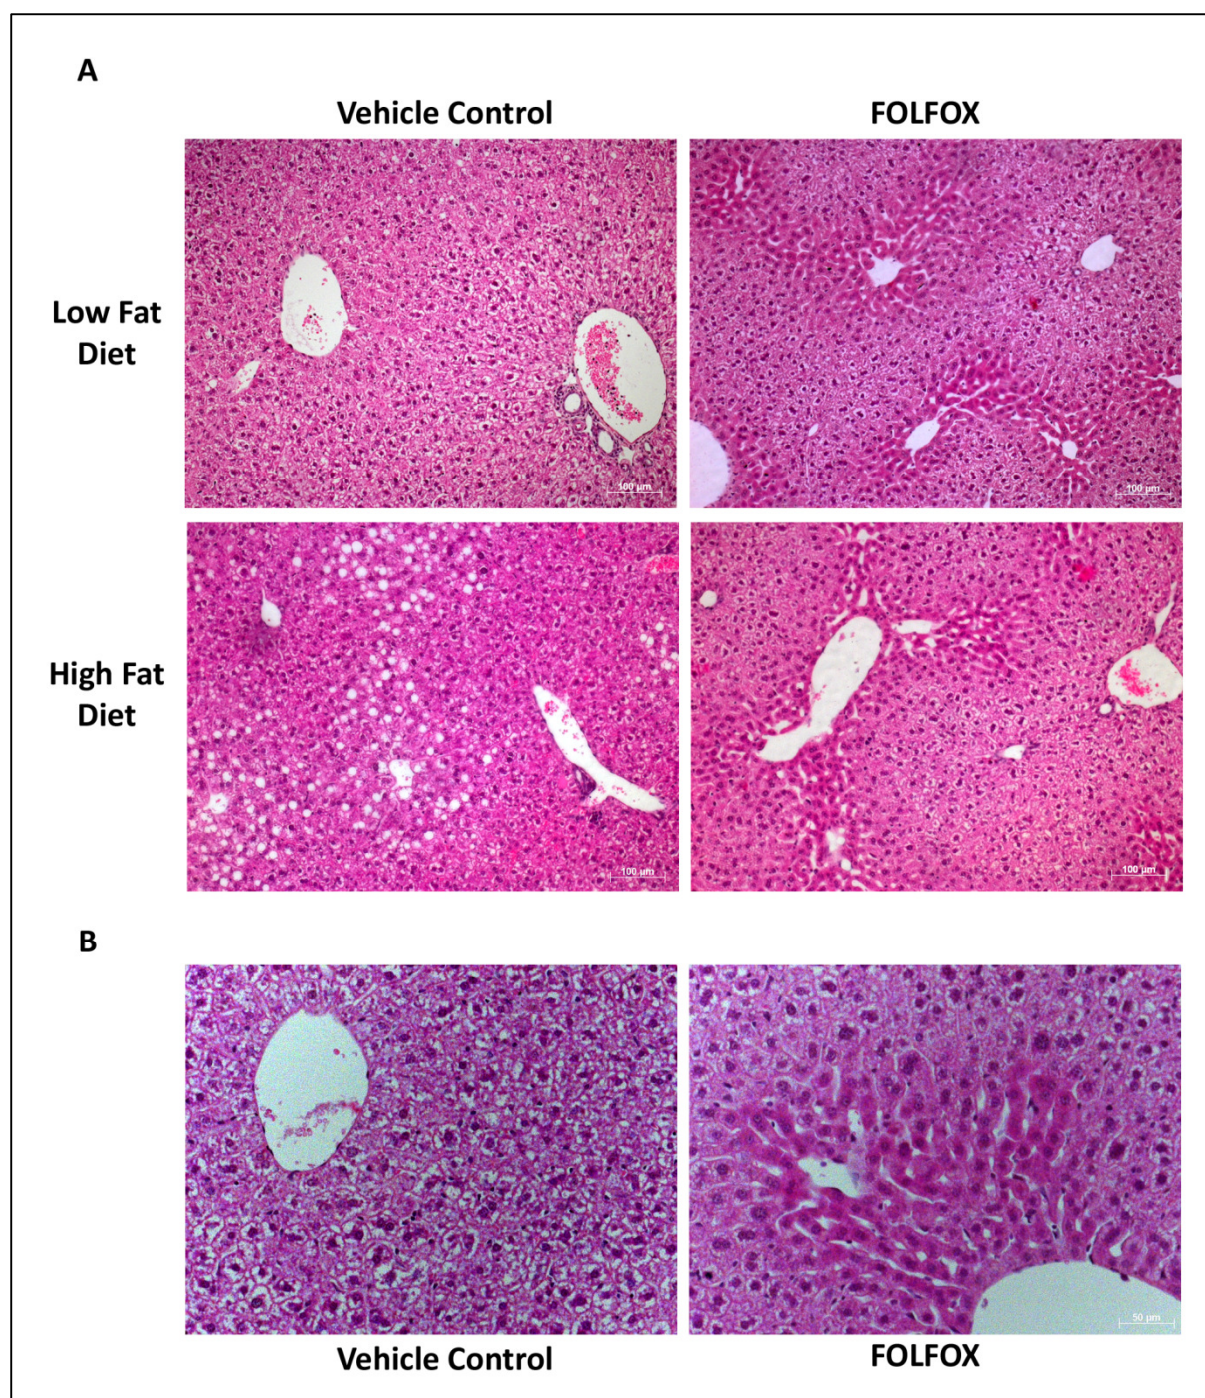 A
Vehicle Control
FOLFOX
Low Fat
Diet
100 µm
100 µm
High Fat
Diet
100 µm
100 µm
B
50 µm
Vehicle Control
FOLFOX